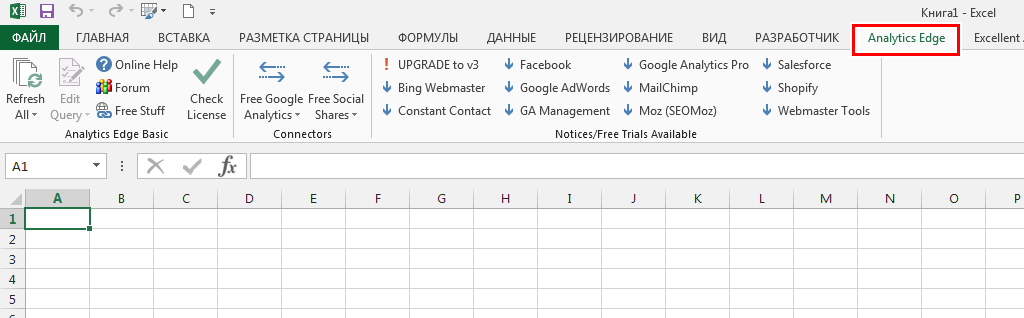 Книга1 - Excel
ФАЙЛ ГЛАВНАЯ ВСТАВКА РАЗМЕТКА СТРАНИЦЫ ФОРМУЛЫ ДАННЫЕ РЕЦЕНЗИРОВАНИЕ ВИД РАЗРАБОТЧИК Analytics Edge Excellent
Refresh All
Edit Query
Online Help
Forum
Free Stuff
Check License
Analytics Edge Basic
Free Google Analytics
Free Social Shares
Connectors
UPGRADE to v3 Facebook Google Analytics Pro Salesforce
Bing Webmaster Google AdWords MailChimp Shopify
Constant Contact GA Management Moz (SEOMoz) Webmaster Tools
Notices/Free Trials Available
A1 fx
A B C D E F G H I J K L M N O P
1
2
3
4
5